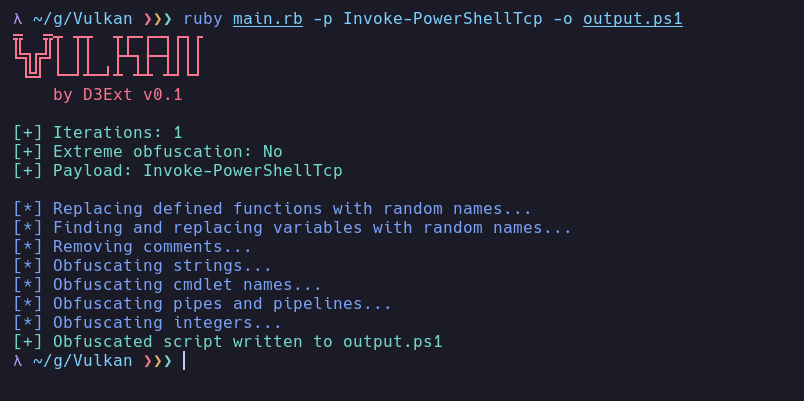 λ ~/g/Vulkan ❯❯❯ ruby main.rb -p Invoke-PowerShellTcp -o output.ps1
VULKAN
by D3Ext v0.1
[+] Iterations: 1
[+] Extreme obfuscation: No
[+] Payload: Invoke-PowerShellTcp
[*] Replacing defined functions with random names...
[*] Finding and replacing variables with random names...
[*] Removing comments...
[*] Obfuscating strings...
[*] Obfuscating cmdlet names...
[*] Obfuscating pipes and pipelines...
[*] Obfuscating integers...
[+] Obfuscated script written to output.ps1
λ ~/g/Vulkan ❯❯❯